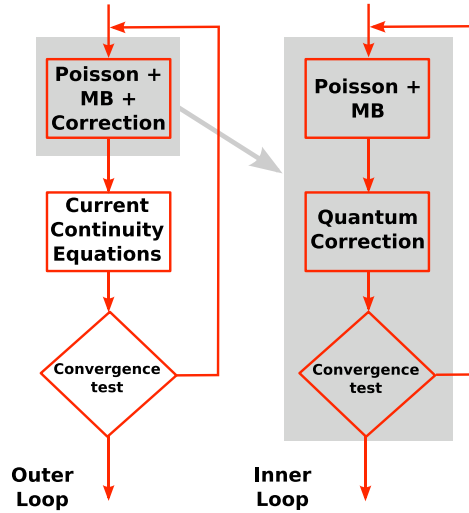 Poisson +
MB +
Correction
Current
Continuity
Equations
Convergence
test
Outer
Loop
Poisson +
MB
Quantum
Correction
Convergence
test
Inner
Loop